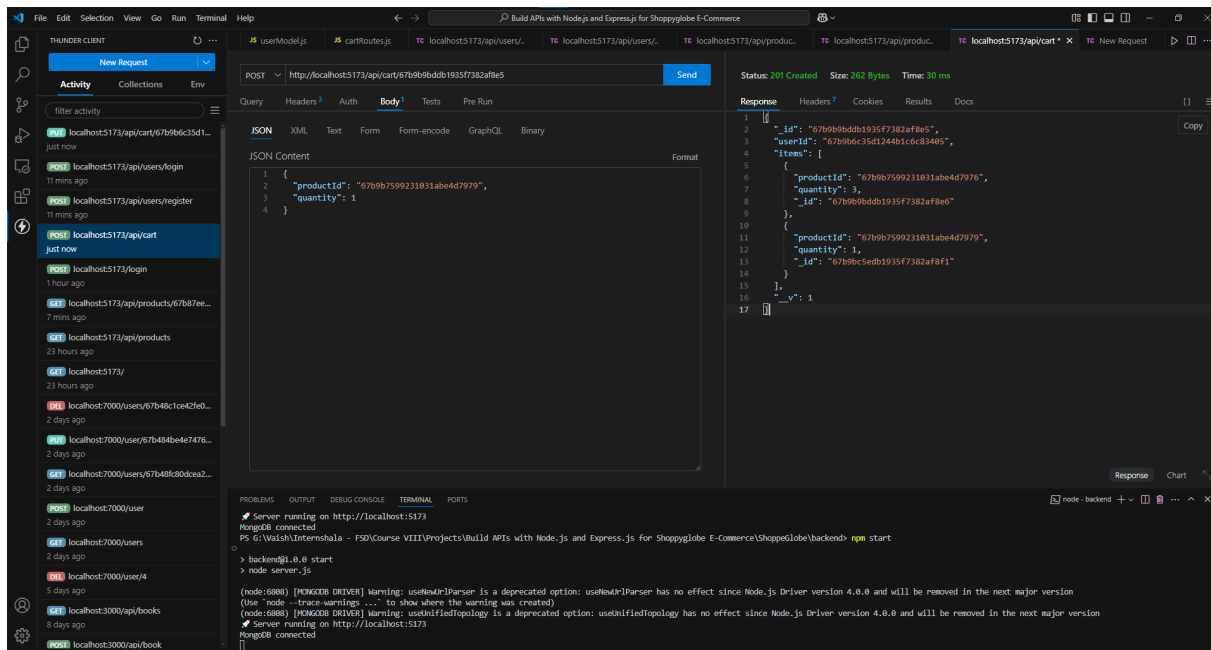 File Edit Selection View Go Run Terminal Help
Build APIs with Node.js and Express.js for Shoppyglobe E-Commerce
THUNDER CLIENT
New Request
Activity Collections Env
filter activity
PUT localhost:5173/api/cart/67b9b6c35d1...
just now
POST localhost:5173/api/users/login
11 mins ago
POST localhost:5173/api/users/register
11 mins ago
POST localhost:5173/api/cart
just now
POST localhost:5173/login
1 hour ago
GET localhost:5173/api/products/67b87ee...
7 mins ago
GET localhost:5173/api/products
23 hours ago
GET localhost:5173/
23 hours ago
DEL localhost:7000/users/67b48c1ce42fe0...
2 days ago
PUT localhost:7000/user/67b484be4e7476...
2 days ago
GET localhost:7000/users/67b48fc80dcea2...
2 days ago
POST localhost:7000/user
2 days ago
GET localhost:7000/users
2 days ago
DEL localhost:7000/user/4
5 days ago
GET localhost:3000/api/books
8 days ago
POST localhost:3000/api/book
JS userModel.js JS cartRoutes.js TC localhost:5173/api/users/.. TC localhost:5173/api/users/.. TC localhost:5173/api/produc.. TC localhost:5173/api/produc.. TC localhost:5173/api/cart * TC New Request
POST http://localhost:5173/api/cart/67b9b9bddb1935f7382af8e5 Send
Query Headers 2 Auth Body 1 Tests Pre Run
JSON XML Text Form Form-encode GraphQL Binary
JSON Content Format
1 {
2 "productId": "67b9b7599231031abe4d7979",
3 "quantity": 1
4 }
Status: 201 Created Size: 262 Bytes Time: 30 ms
Response Headers 7 Cookies Results Docs {}
Copy
1 {
2 "_id": "67b9b9bddb1935f7382af8e5",
3 "userId": "67b9b6c35d1244b1c6c83405",
4 "items": [
5 {
6 "productId": "67b9b7599231031abe4d7976",
7 "quantity": 3,
8 "_id": "67b9b9bddb1935f7382af8e6"
9 },
10 {
11 "productId": "67b9b7599231031abe4d7979",
12 "quantity": 1,
13 "_id": "67b9bc5edb1935f7382af8f1"
14 }
15 ],
16 "__v": 1
17 }
Response Chart
PROBLEMS OUTPUT DEBUG CONSOLE TERMINAL PORTS
node - backend
Server running on http://localhost:5173
MongoDB connected
PS G:\Vaish\Internshala - FSD\Course VIII\Projects\Build APIs with Node.js and Express.js for Shoppyglobe E-Commerce\ShoppeGlobe\backend> npm start
> backend@1.0.0 start
> node server.js
(node:6808) [MONGODB DRIVER] Warning: useNewUrlParser is a deprecated option: useNewUrlParser has no effect since Node.js Driver version 4.0.0 and will be removed in the next major version
(Use `node --trace-warnings ...` to show where the warning was created)
(node:6808) [MONGODB DRIVER] Warning: useUnifiedTopology is a deprecated option: useUnifiedTopology has no effect since Node.js Driver version 4.0.0 and will be removed in the next major version
Server running on http://localhost:5173
MongoDB connected